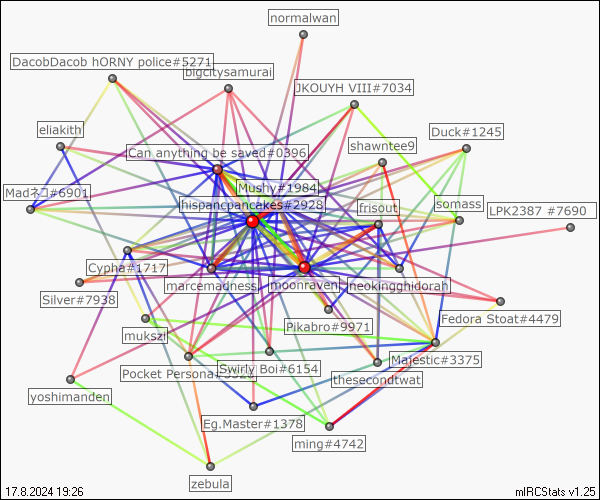 normalwan
DacobDacob hORNY police#5271
bigcitysamurai
JKOUYH VIII#7034
eliakith
Duck#1245
Can anything be saved#0396
shawntee9
Mushy#1984
Madネコ#6901
hispancpancakes#2928
frisout
somass
LPK2387 #7690
Cypha#1717
marcemadness
moonraven
neokingghidorah
Silver#7938
Fedora Stoat#4479
Pikabro#9971
mukszi
Majestic#3375
Pocket Persona
Swirly Boi#6154
thesecondtwat
yoshimanden
Eg.Master#1378
ming#4742
zebula
17.8.2024 19:26
mIRCStats v1.25